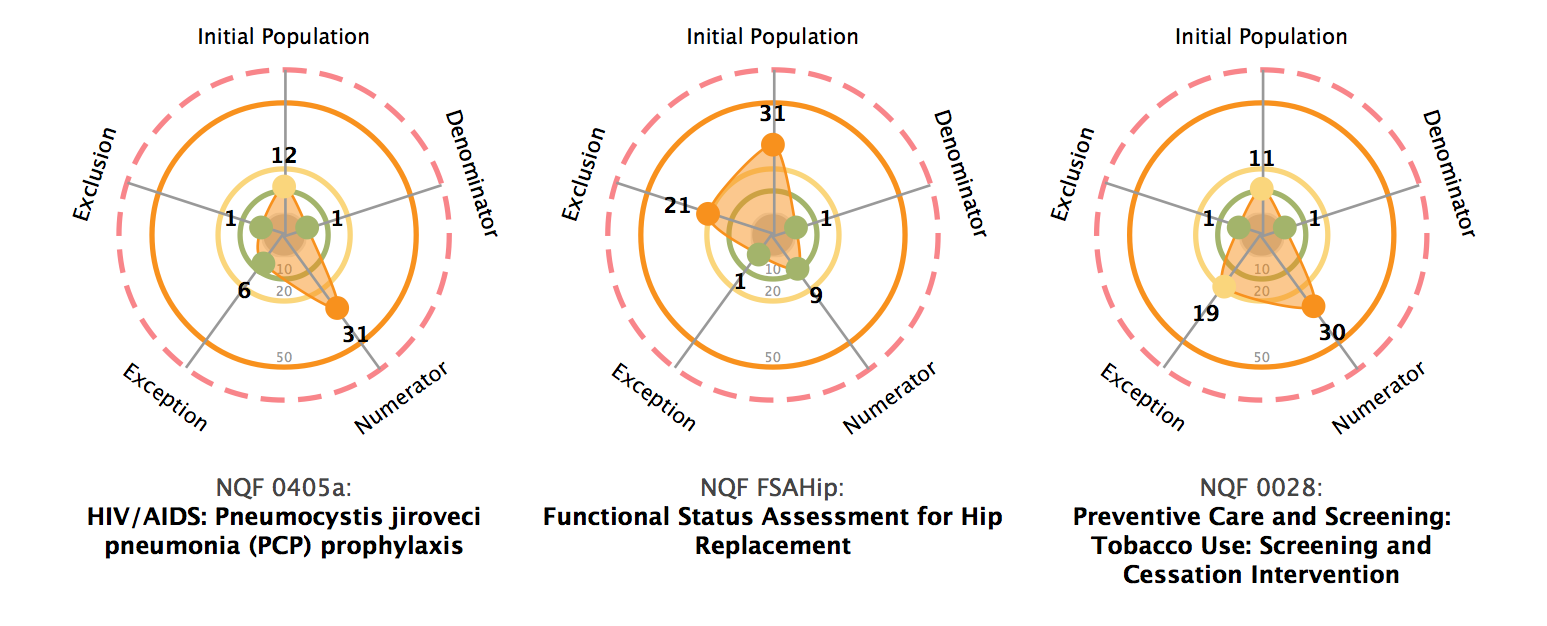 Initial Population
Denominator
Numerator
Exception
Exclusion
12
1
31
6
1
10
20
50
NQF 0405a:
HIV/AIDS: Pneumocystis jiroveci
pneumonia (PCP) prophylaxis
Initial Population
Denominator
Numerator
Exception
Exclusion
31
1
9
1
21
10
20
50
NQF FSAHip:
Functional Status Assessment for Hip
Replacement
Initial Population
Denominator
Numerator
Exception
Exclusion
11
1
30
19
1
10
20
50
NQF 0028:
Preventive Care and Screening:
Tobacco Use: Screening and
Cessation Intervention